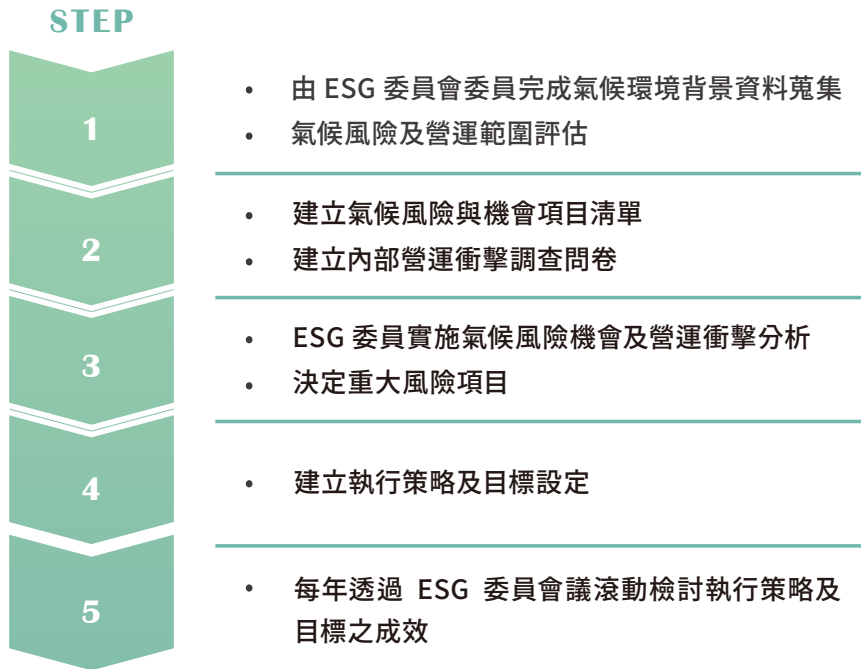 STEP
1
• 由 ESG 委員會委員完成氣候環境背景資料蒐集
• 氣候風險及營運範圍評估
2
• 建立氣候風險與機會項目清單
• 建立內部營運衝擊調查問卷
3
• ESG 委員實施氣候風險機會及營運衝擊分析
• 決定重大風險項目
4
• 建立執行策略及目標設定
5
• 每年透過 ESG 委員會議滾動檢討執行策略及
目標之成效